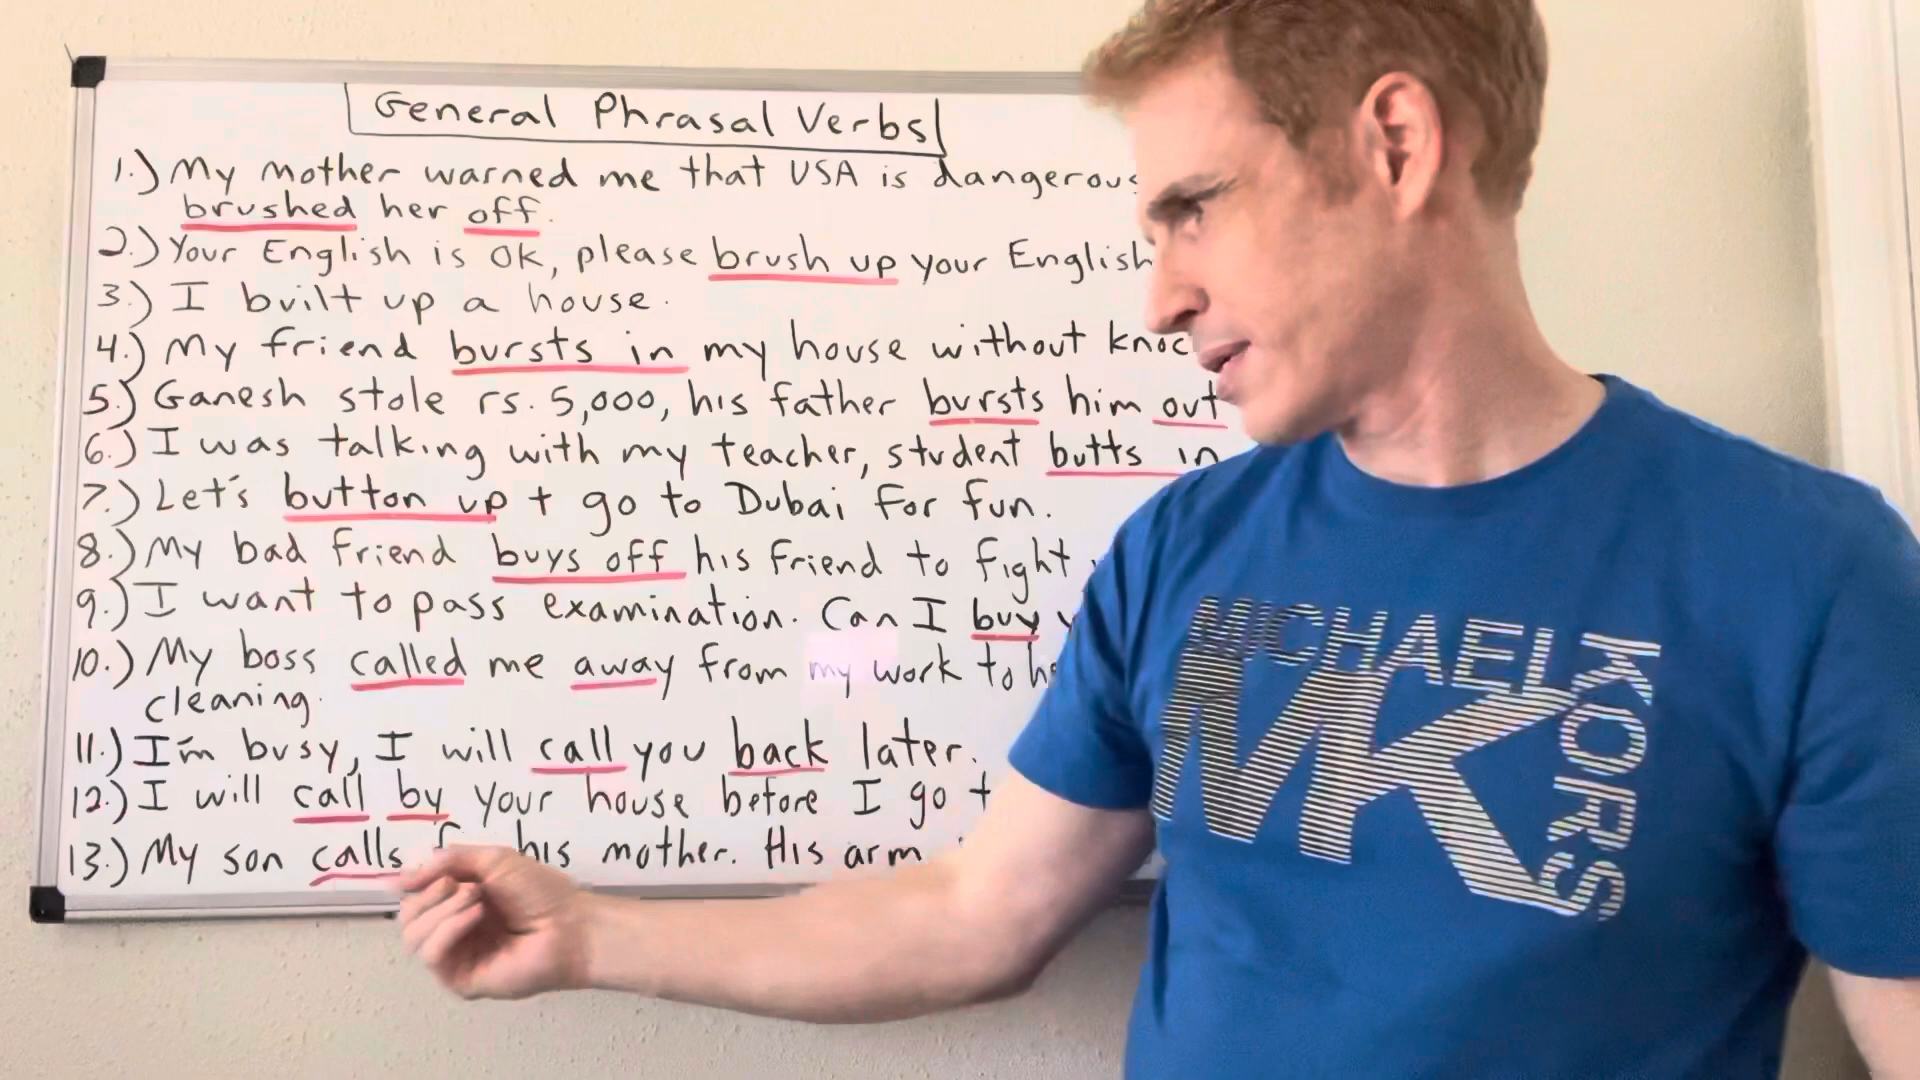 General Phrasal Verbs
1.) My mother warned me that USA is dangerous
brushed her off.
2.) Your English is ok, please brush up your English
3.) I built up a house.
4.) My friend bursts in my house without knoc
5.) Ganesh stole rs. 5,000, his father bursts him out
6.) I was talking with my teacher, student butts in
7.) Let's button up + go to Dubai for fun.
8.) My bad friend buys off his friend to fight
9.) I want to pass examination. Can I buy
10.) My boss called me away from my work to
cleaning.
11.) I'm busy, I will call you back later.
12.) I will call by your house before I go
13.) My son calls his mother. His arm
MICHAEL
KORS
MK